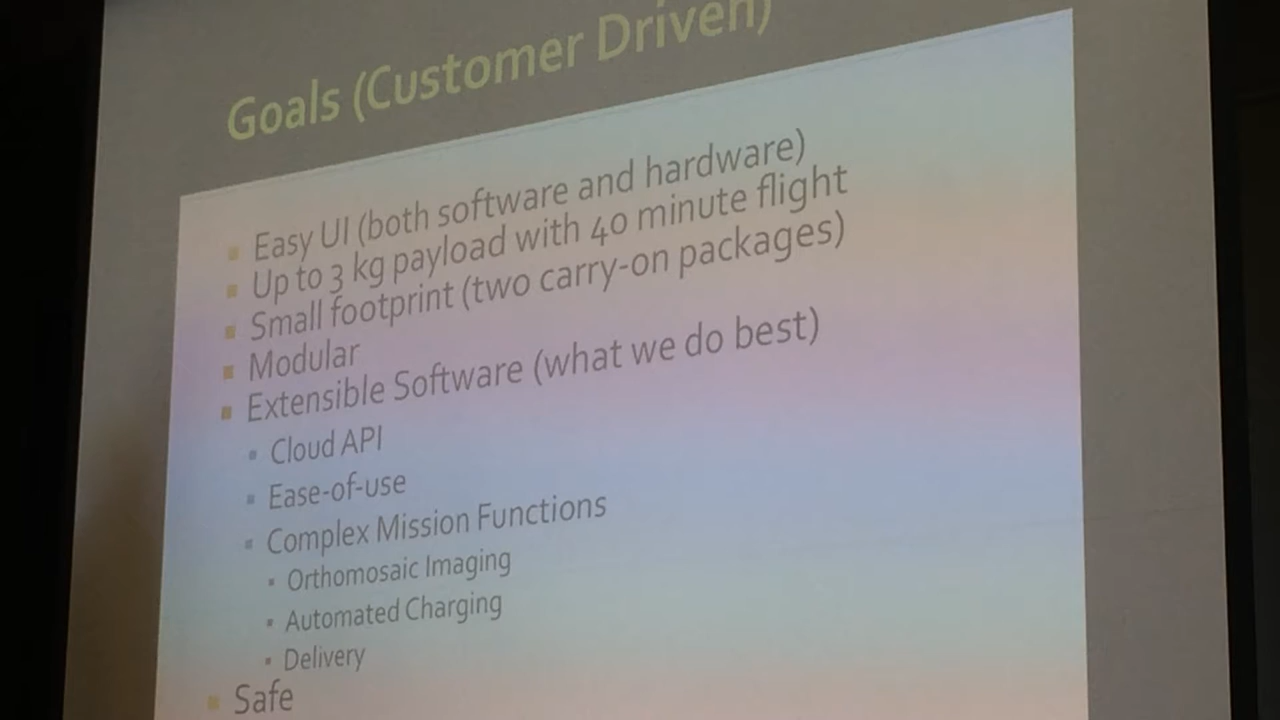 Goals (Customer Driven)
Easy UI (both software and hardware)
Up to 3 kg payload with 40 minute flight
Small footprint (two carry-on packages)
Modular
Extensible Software (what we do best)
Cloud API
Ease-of-use
Complex Mission Functions
Orthomosaic Imaging
Automated Charging
Delivery
Safe